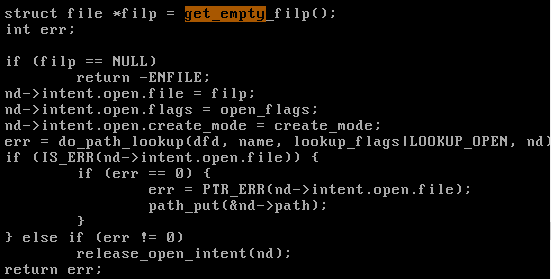 struct file *filp = get_empty_filp();
int err;
if (filp == NULL)
return -ENFILE;
nd->intent.open.file = filp;
nd->intent.open.flags = open_flags;
nd->intent.open.create_mode = create_mode;
err = do_path_lookup(dfd, name, lookup_flags|LOOKUP_OPEN, nd)
if (IS_ERR(nd->intent.open.file)) {
if (err == 0) {
err = PTR_ERR(nd->intent.open.file);
path_put(&nd->path);
}
} else if (err != 0)
release_open_intent(nd);
return err;